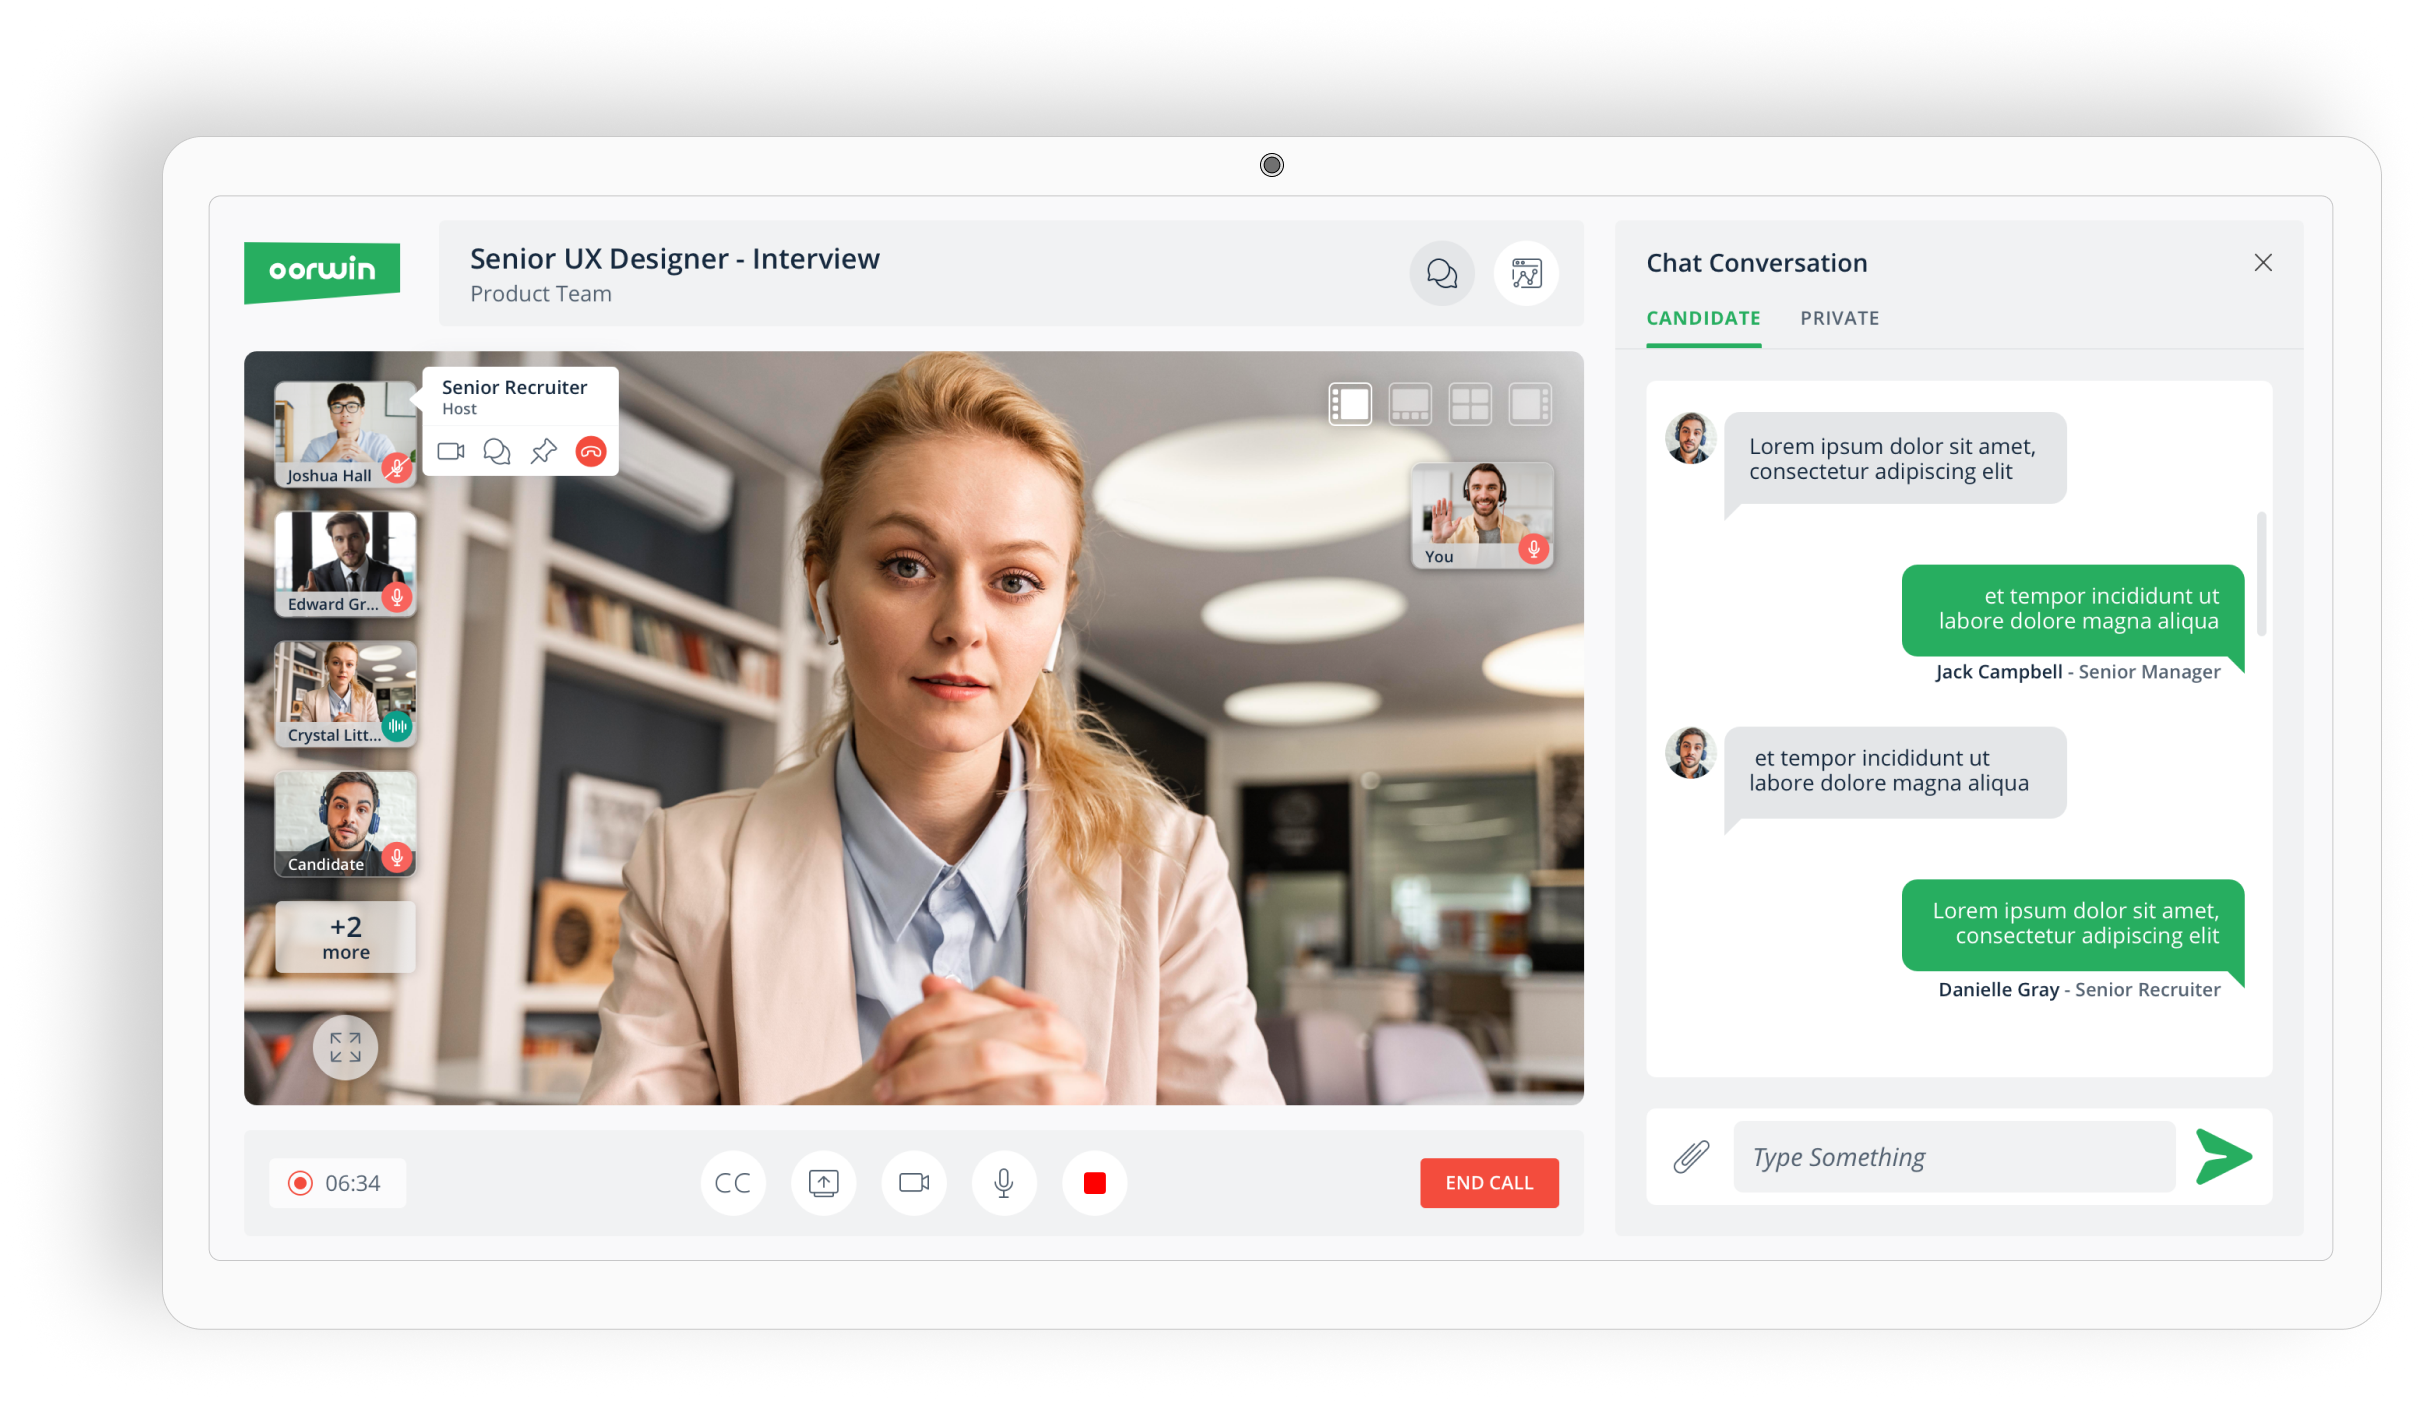 oorwin
Senior UX Designer - Interview
Product Team
Joshua Hall
Senior Recruiter
Host
Edward Gr...
Crystal Litt...
Candidate
+2
more
You
06:34
CC
END CALL
Chat Conversation
CANDIDATE PRIVATE
Lorem ipsum dolor sit amet,
consectetur adipiscing elit
et tempor incididunt ut
labore dolore magna aliqua
Jack Campbell - Senior Manager
et tempor incididunt ut
labore dolore magna aliqua
Lorem ipsum dolor sit amet,
consectetur adipiscing elit
Danielle Gray - Senior Recruiter
Type Something